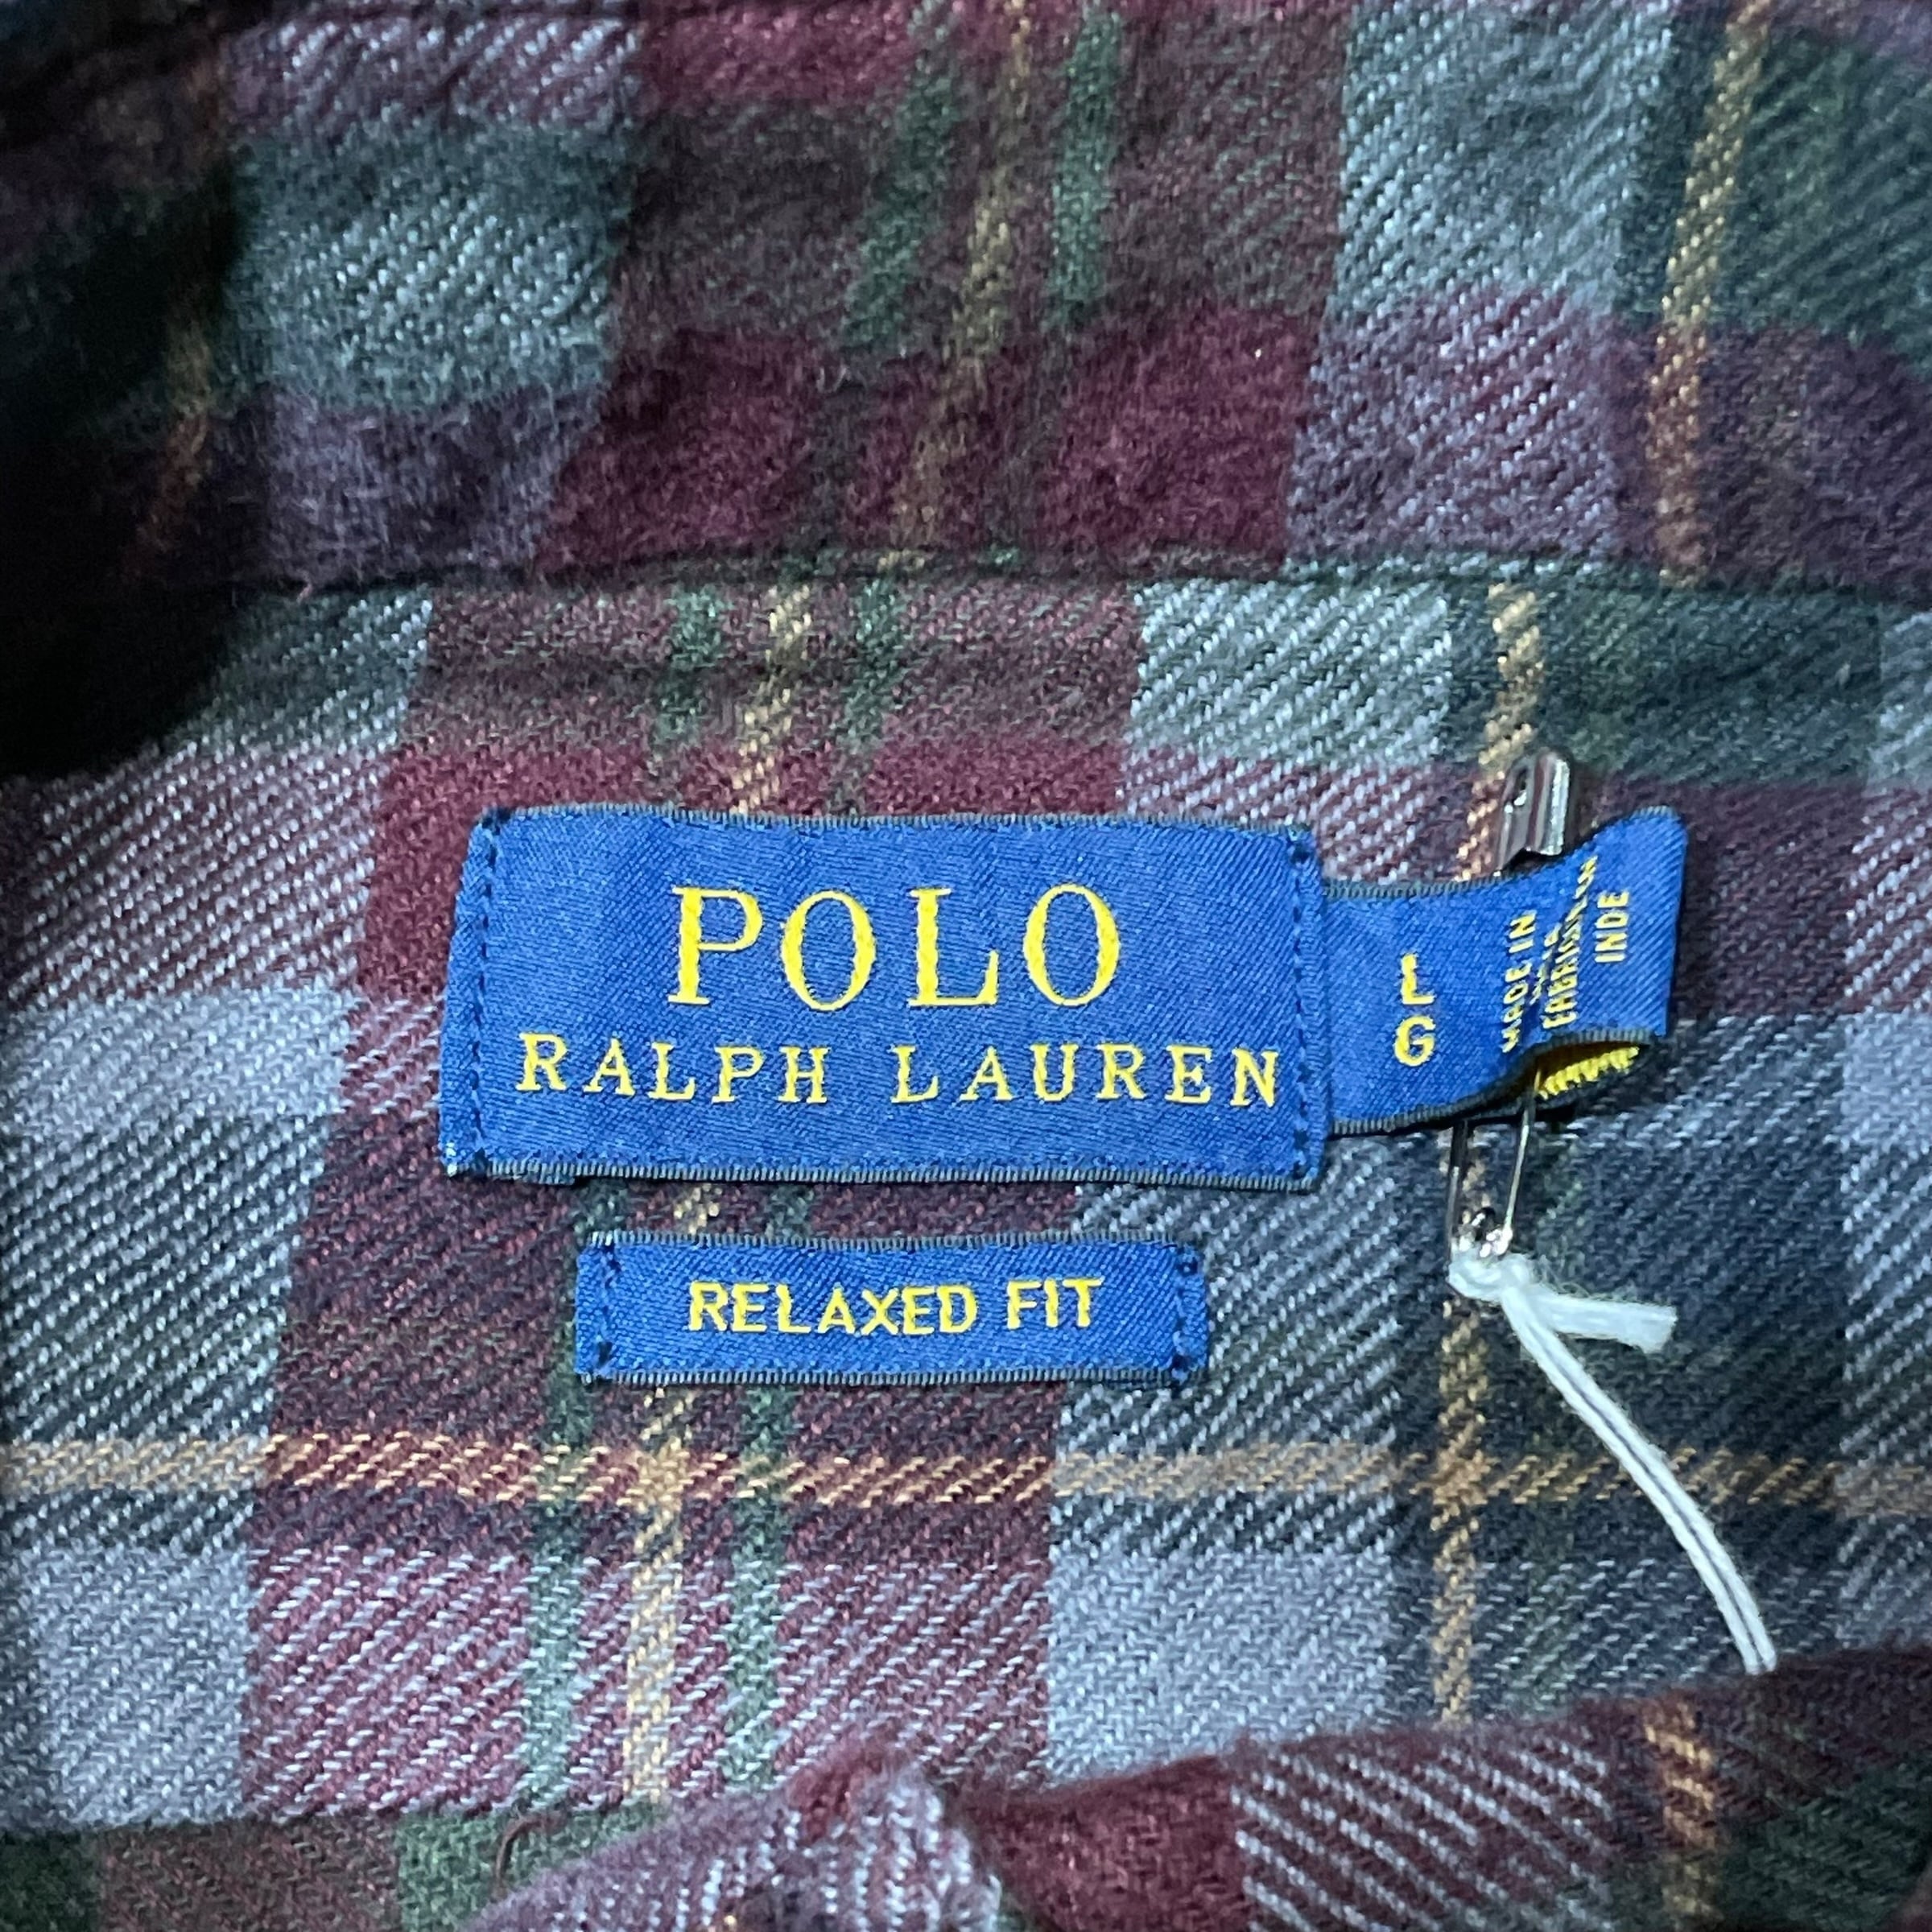 POLO
RALPH LAUREN
L
G
MADE IN
INDE
RELAXED FIT